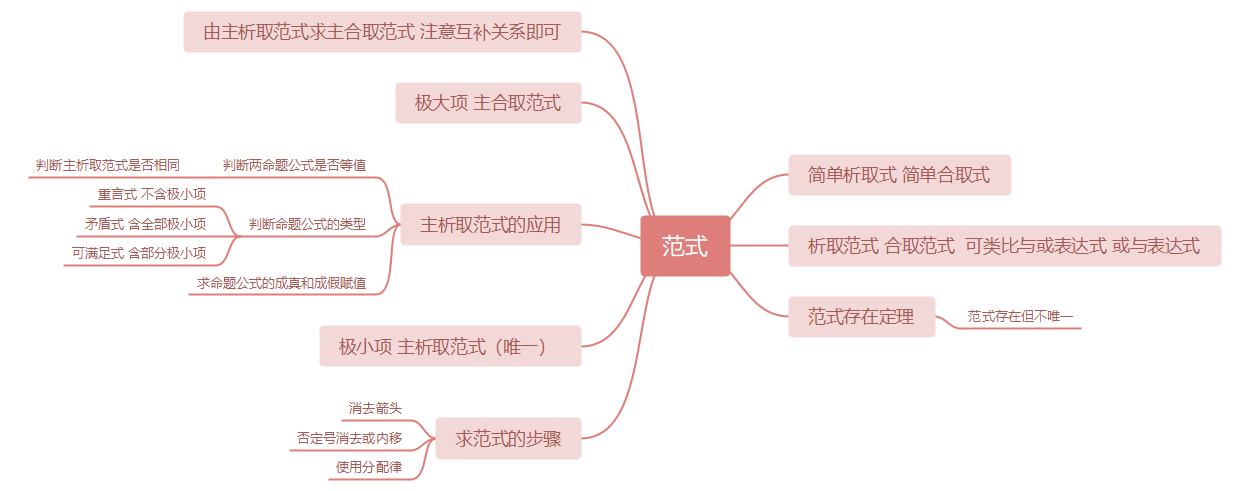 范式
简单析取式 简单合取式
析取范式 合取范式  可类比与或表达式 或与表达式
范式存在定理
范式存在但不唯一
求范式的步骤
消去箭头
否定号消去或内移
使用分配律
极小项 主析取范式（唯一）
主析取范式的应用
判断两命题公式是否等值
判断主析取范式是否相同
判断命题公式的类型
重言式 不含极小项
矛盾式 含全部极小项
可满足式 含部分极小项
求命题公式的成真和成假赋值
极大项 主合取范式
由主析取范式求主合取范式 注意互补关系即可